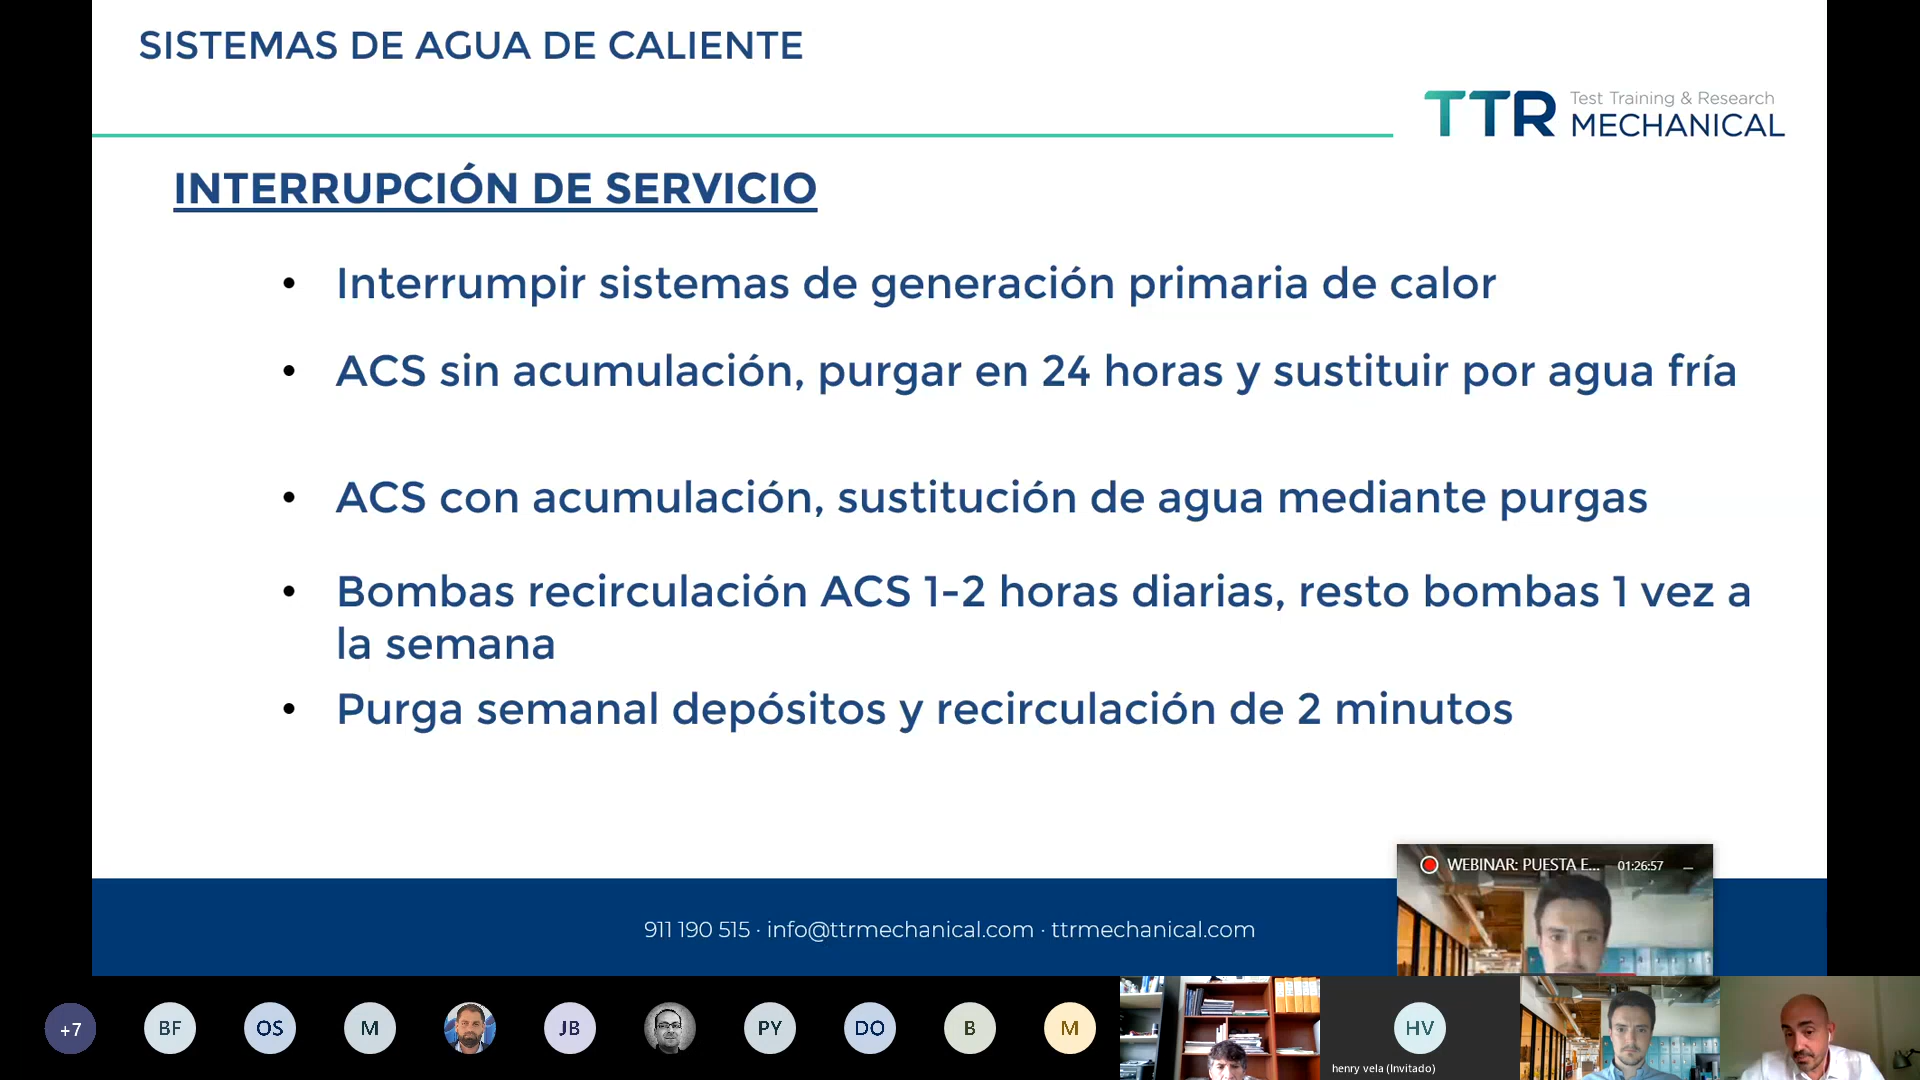 SISTEMAS DE AGUA DE CALIENTE
TTR Test Training & Research
MECHANICAL
INTERRUPCIÓN DE SERVICIO
• Interrumpir sistemas de generación primaria de calor
• ACS sin acumulación, purgar en 24 horas y sustituir por agua fría
• ACS con acumulación, sustitución de agua mediante purgas
• Bombas recirculación ACS 1-2 horas diarias, resto bombas 1 vez a
la semana
• Purga semanal depósitos y recirculación de 2 minutos
WEBINAR: PUESTA E... 01:26:57
911 190 515 · info@ttrmechanical.com · ttrmechanical.com
+7 BF OS M JB PY DO B M HV
henry vela (Invitado)